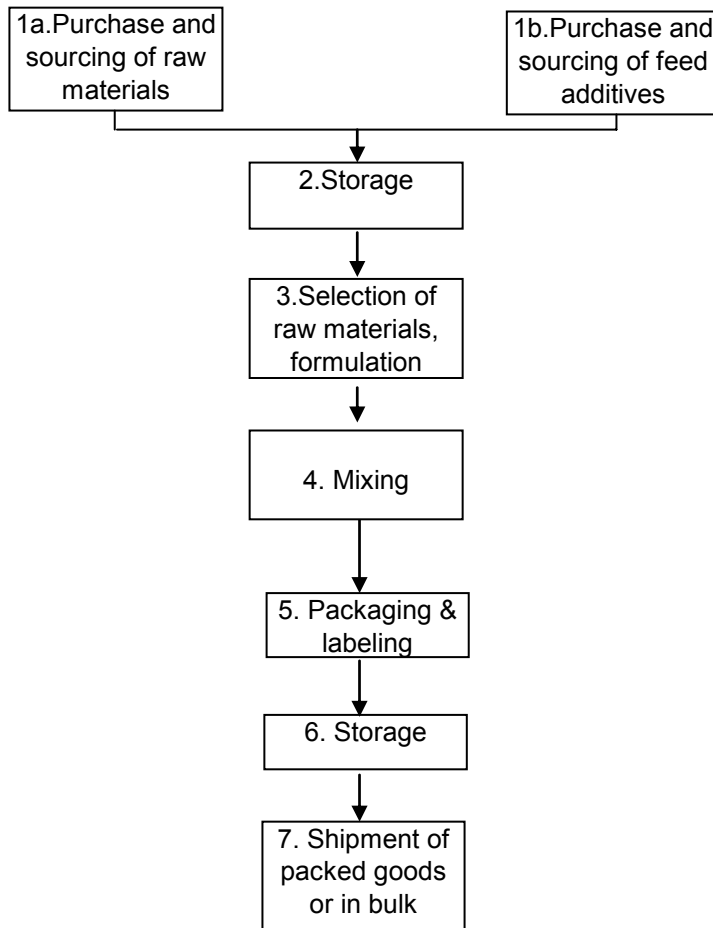 1a.Purchase and
sourcing of raw
materials
1b.Purchase and
sourcing of feed
additives
2.Storage
3.Selection of
raw materials,
formulation
4. Mixing
5. Packaging &
labeling
6. Storage
7. Shipment of
packed goods
or in bulk